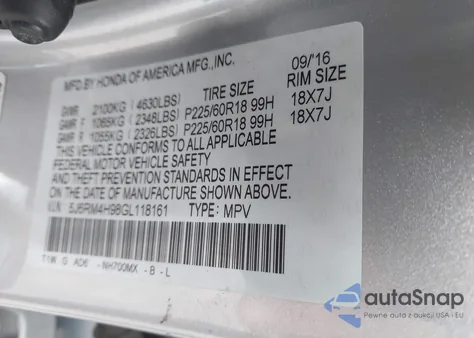 MFD BY HONDA OF AMERICA MFG., INC. 09/'16
TIRE SIZE RIM SIZE
GVWR 2100KG (4630LBS)
GAWR F 1065KG (2348LBS) P225/60R18 99H 18X7J
GAWR R 1055KG (2326LBS) P225/60R18 99H 18X7J
THIS VEHICLE CONFORMS TO ALL APPLICABLE
FEDERAL MOTOR VEHICLE SAFETY
AND THEFT PREVENTION STANDARDS IN EFFECT
ON THE DATE OF MANUFACTURE SHOWN ABOVE.
V.I.N.: 5J6RM4H98GL118161 TYPE: MPV
T1W G AD6 -NH700MX -B -L
autoSnap
Pewne auta z aukcji USA - EU